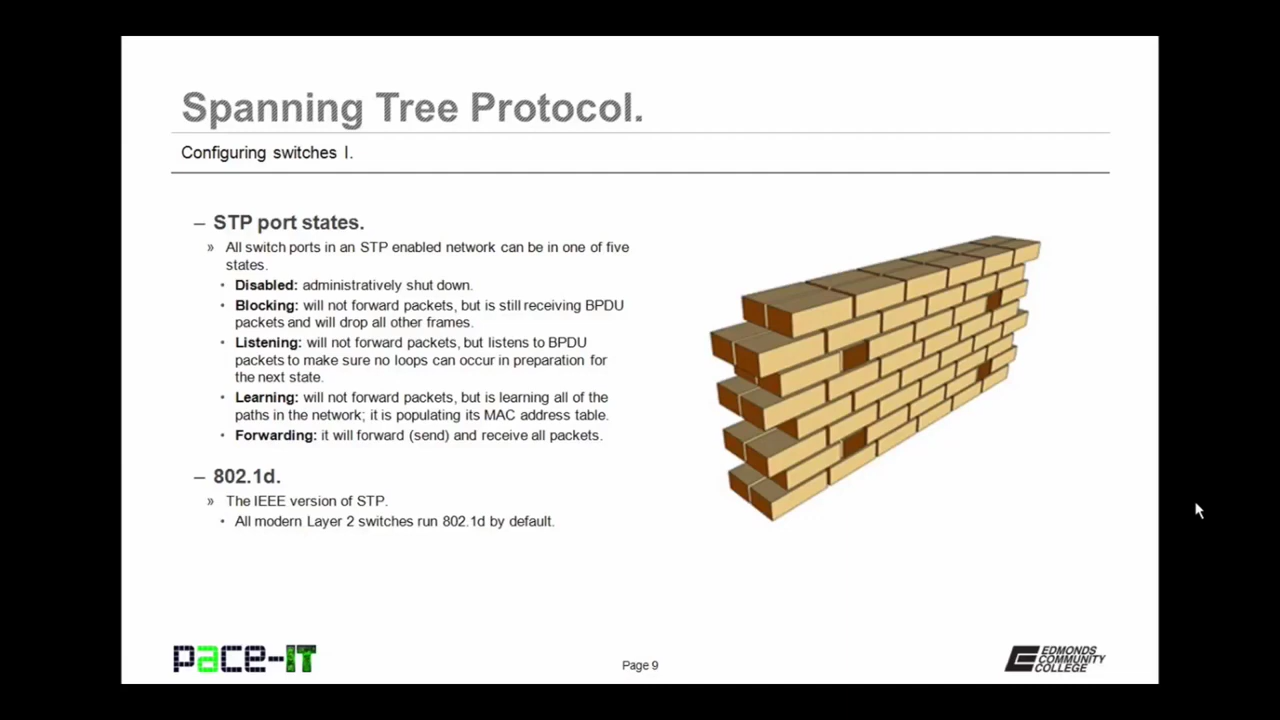 Spanning Tree Protocol.
Configuring switches I.
– STP port states.
» All switch ports in an STP enabled network can be in one of five
states.
• Disabled: administratively shut down.
• Blocking: will not forward packets, but is still receiving BPDU
packets and will drop all other frames.
• Listening: will not forward packets, but listens to BPDU
packets to make sure no loops can occur in preparation for
the next state.
• Learning: will not forward packets, but is learning all of the
paths in the network; it is populating its MAC address table.
• Forwarding: it will forward (send) and receive all packets.
– 802.1d.
» The IEEE version of STP.
• All modern Layer 2 switches run 802.1d by default.
pace-IT
Page 9
EDMONDS
COMMUNITY
COLLEGE